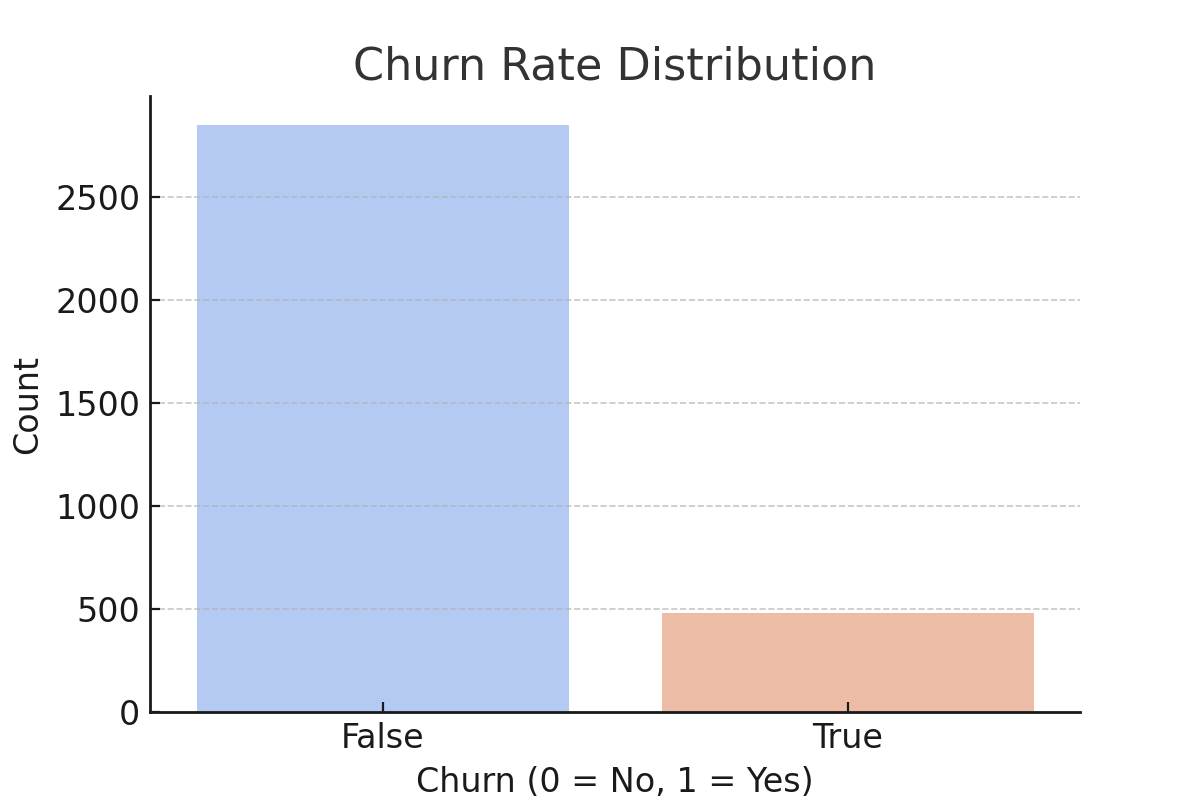 Churn Rate Distribution
Count
2500
2000
1500
1000
500
0
False True
Churn (0 = No, 1 = Yes)